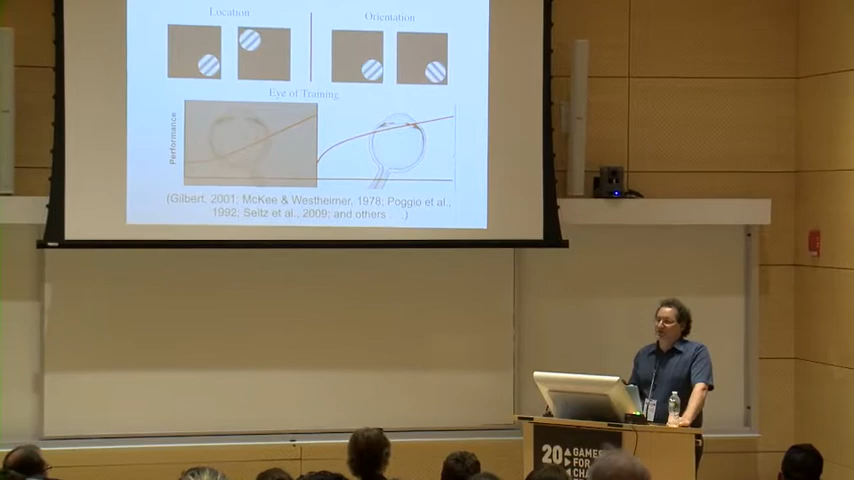 Location
Orientation
Eye of Training
Performance
(Gilbert, 2001; McKee & Westheimer, 1978; Poggio et al.,
1992; Seitz et al., 2009; and others . . .)
20
GAMES
FOR
CHA